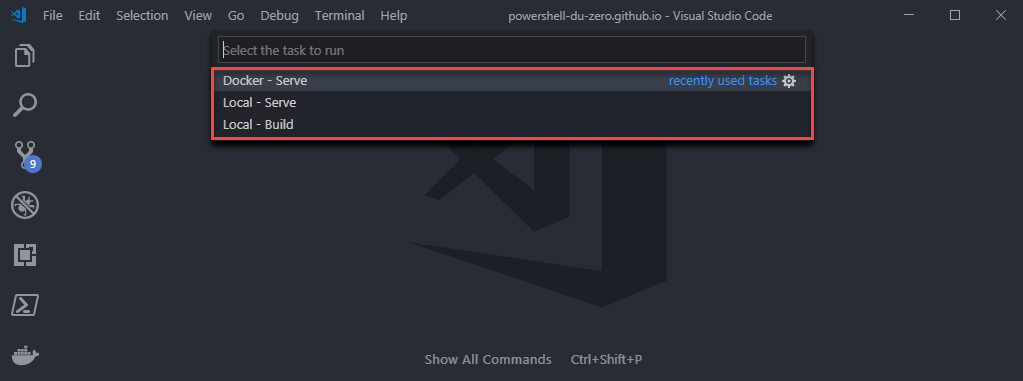 File Edit Selection View Go Debug Terminal Help powershell-du-zero.github.io - Visual Studio Code
Select the task to run
Docker - Serve recently used tasks
Local - Serve
Local - Build
9
Show All Commands Ctrl+Shift+P